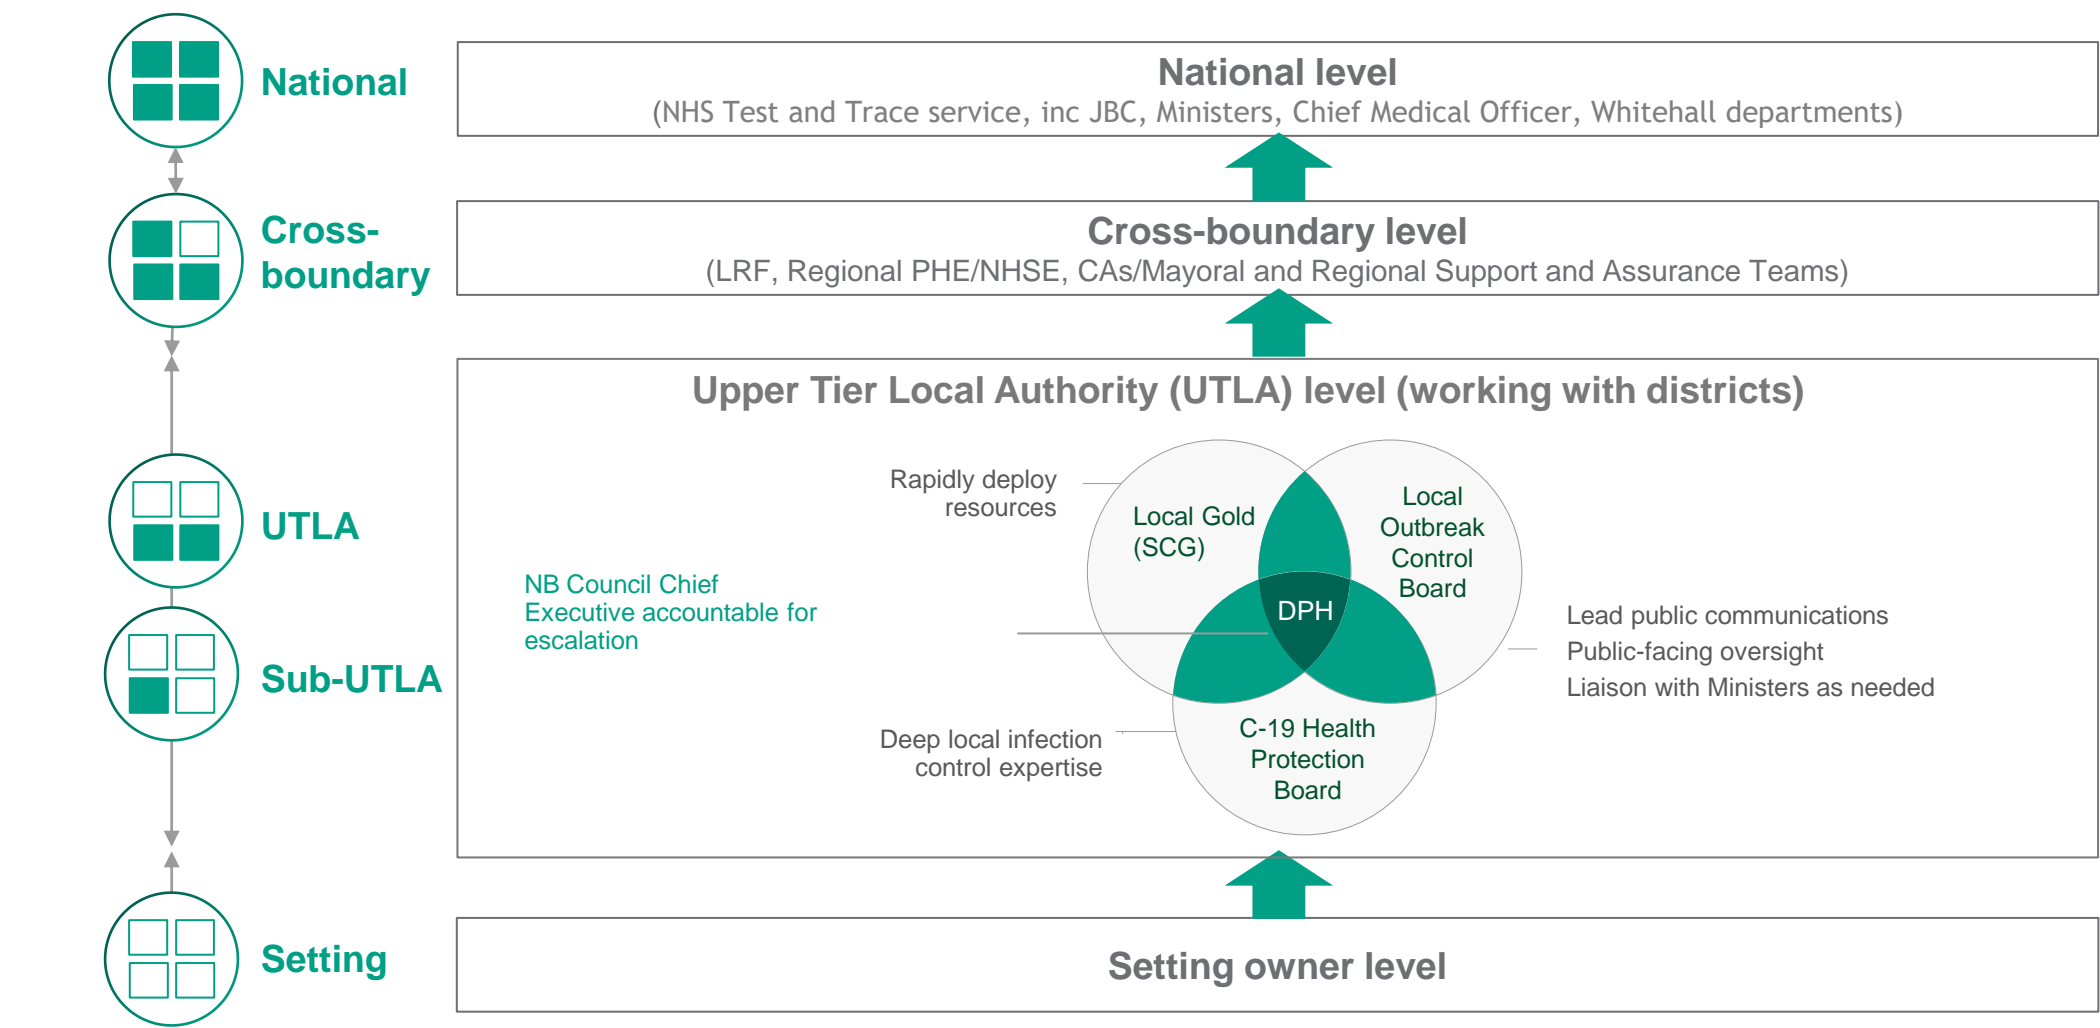 National
National level
(NHS Test and Trace service, inc JBC, Ministers, Chief Medical Officer, Whitehall departments)
Cross-
boundary
Cross-boundary level
(LRF, Regional PHE/NHSE, CAs/Mayoral and Regional Support and Assurance Teams)
Upper Tier Local Authority (UTLA) level (working with districts)
UTLA
Sub-UTLA
Rapidly deploy
resources
Local Gold
(SCG)
Local
Outbreak
Control
Board
NB Council Chief
Executive accountable for
escalation
DPH
Lead public communications
Public-facing oversight
Liaison with Ministers as needed
Deep local infection
control expertise
C-19 Health
Protection
Board
Setting
Setting owner level